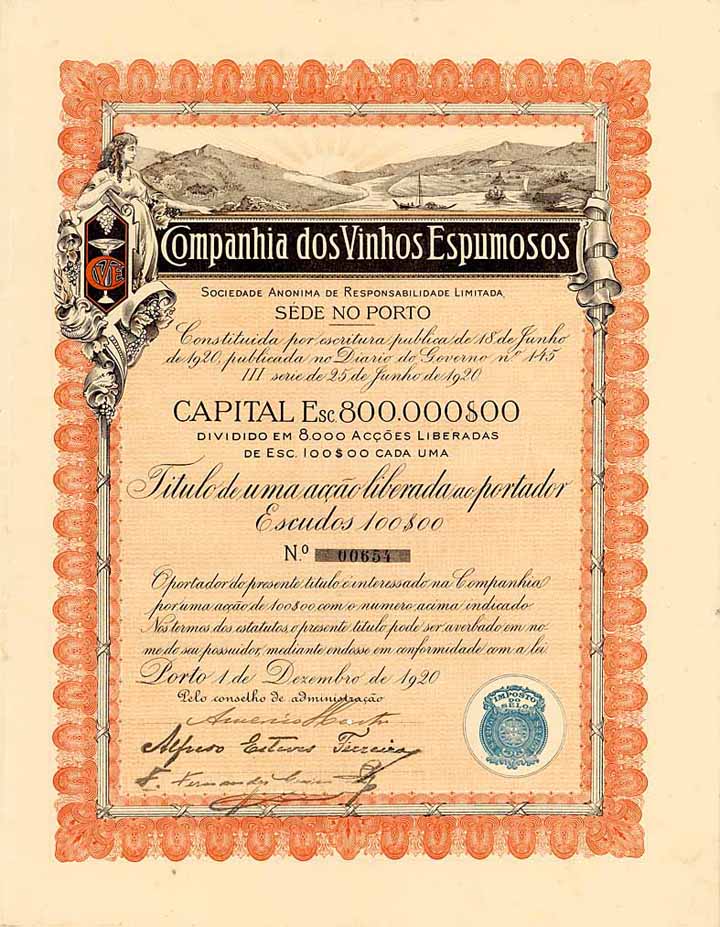 CVE
Companhia dos Vinhos Espumosos
Sociedade Anonima de Responsabilidade Limitada,
SÉDE NO PORTO
Constituida por escritura publica de 18 de Junho
de 1920, publicada no Diario do Governo nº 145
III serie de 25 de Junho de 1920
CAPITAL Esc. 800.000$00
DIVIDIDO EM 8000 ACÇÕES LIBERADAS
DE ESC. 100$00 CADA UMA
Titulo de uma acção liberada ao portador
Escudos 100$00
N.º 00654
O portador do presente titulo é interessado na Companhia
por uma acção de 100$00 com o numero acima indicado
Nos termos dos estatutos, o presente titulo pode ser averbado em no-
me do seu possuidor, mediante endosse em conformidade com a lei
Porto 1 de Dezembro de 1920
Pelo conselho de administração
Alfredo Esteves Ferreira
Fernandes
IMPOSTO
DO
SÊLO